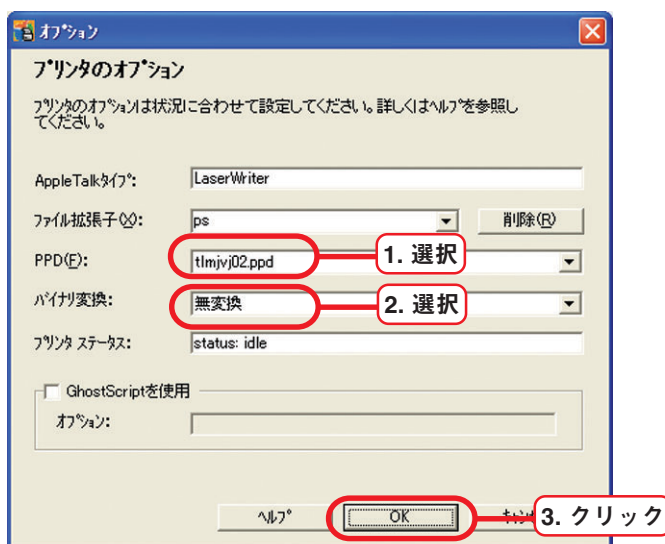 オプション
プリンタのオプション
プリンタのオプションは状況に合わせて設定してください。詳しくはヘルプを参照し
てください。
AppleTalkタイプ: LaserWriter
ファイル拡張子(X): ps 削除(R)
PPD(F): tlmjvj02.ppd
1. 選択
バイナリ変換: 無変換
2. 選択
プリンタ ステータス: status: idle
GhostScriptを使用
オプション:
ヘルプ OK
3. クリック